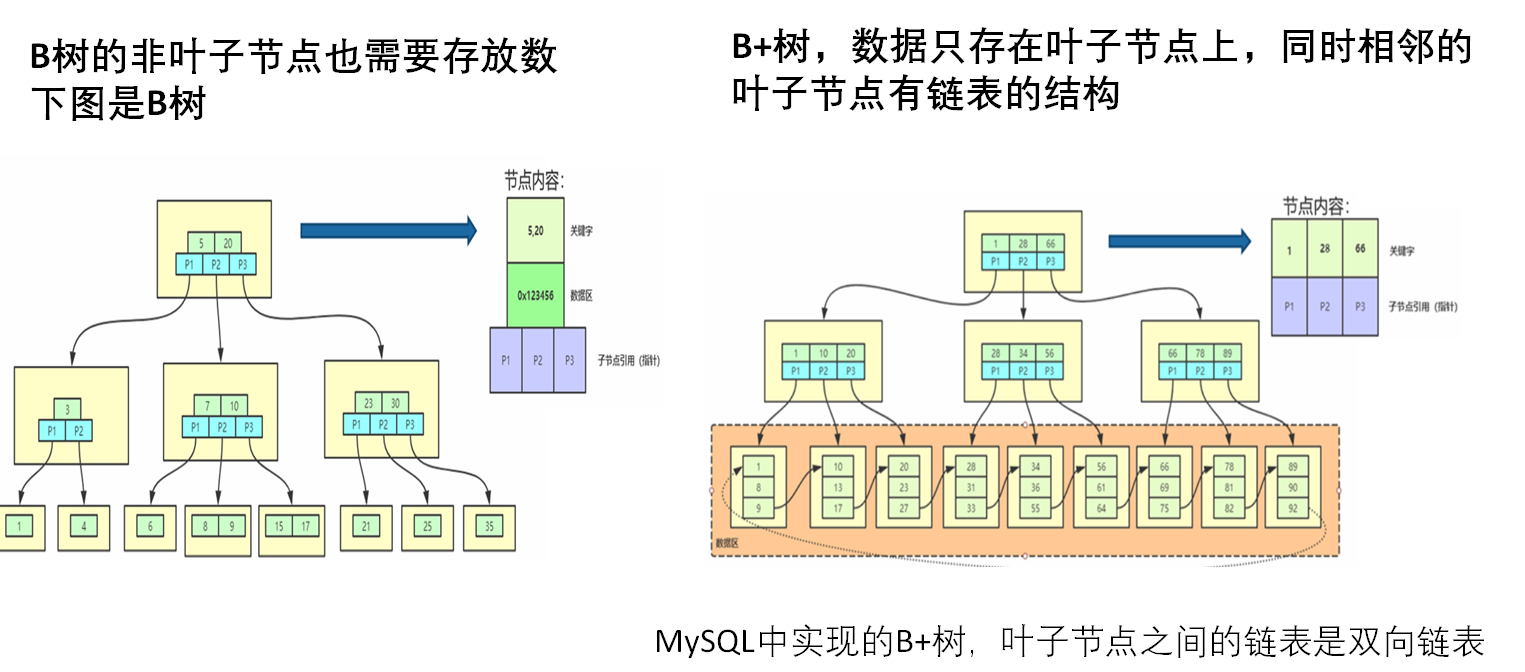 B树的非叶子节点也需要存放数
下图是B树
节点内容:
5,20 关键字
0x123456 数据区
P1 P2 P3 子节点引用 (指针)
5 20
P1 P2 P3
3
P1 P2
7 10
P1 P2 P3
23 30
P1 P2 P3
1
4
6
8 9
15 17
21
25
35
B+树，数据只存在叶子节点上，同时相邻的
叶子节点有链表的结构
节点内容:
1 28 66 关键字
P1 P2 P3 子节点引用 (指针)
1 28 66
P1 P2 P3
1 10 20
P1 P2 P3
28 34 56
P1 P2 P3
66 78 89
P1 P2 P3
1 10 20 28 34 56 66 78 89
8 13 23 31 36 61 69 81 90
9 17 27 33 55 64 75 82 92
数据区
MySQL中实现的B+树，叶子节点之间的链表是双向链表